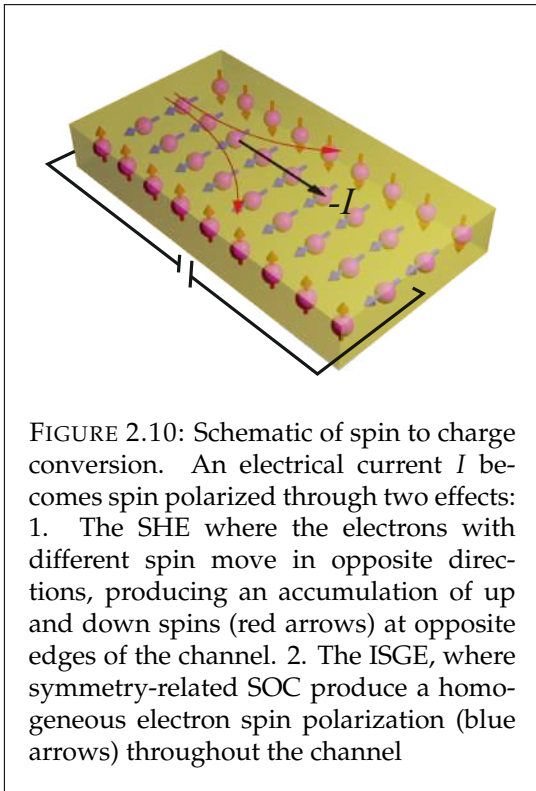 -I
FIGURE 2.10: Schematic of spin to charge
conversion. An electrical current I be-
comes spin polarized through two effects:
1. The SHE where the electrons with
different spin move in opposite direc-
tions, producing an accumulation of up
and down spins (red arrows) at opposite
edges of the channel. 2. The ISGE, where
symmetry-related SOC produce a homo-
geneous electron spin polarization (blue
arrows) throughout the channel